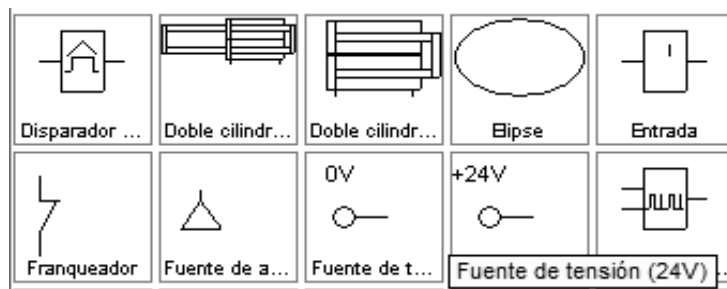 Disparador ...
Doble cilindr...
Doble cilindr...
Elipse
Entrada
0V
+24V
Franqueador
Fuente de a...
Fuente de t...
Fuente de tensión (24V)